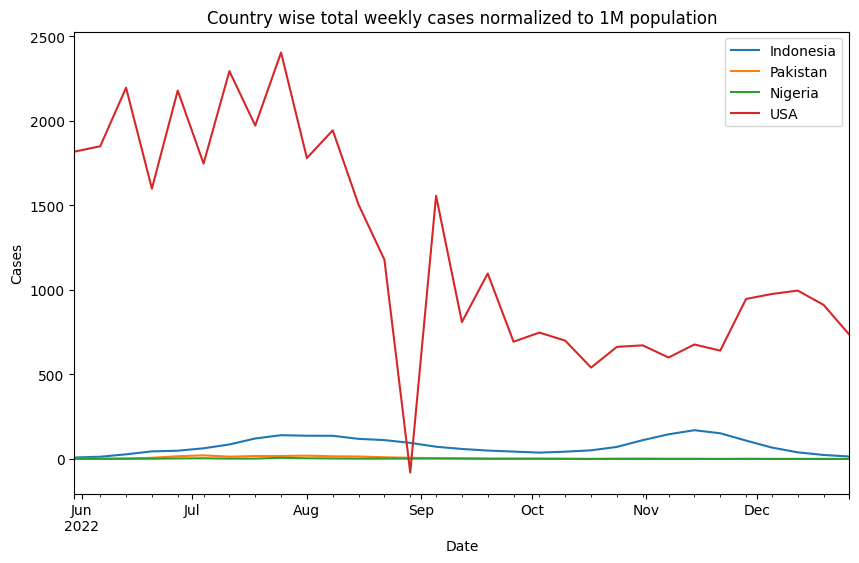 Country wise total weekly cases normalized to 1M population
2500
2000
1500
1000
500
0
Cases
Indonesia
Pakistan
Nigeria
USA
Jun
2022
Jul
Aug
Sep
Oct
Nov
Dec
Date